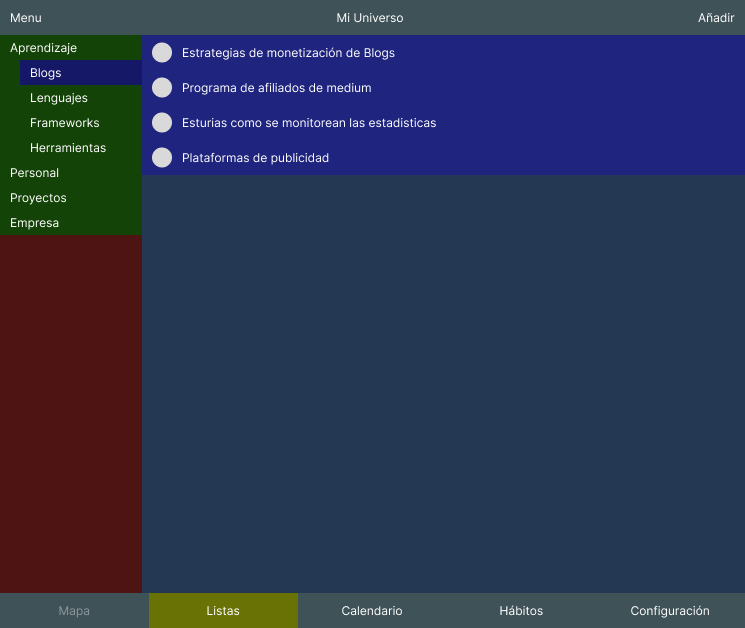 Menu
Mi Universo
Añadir
Aprendizaje
Blogs
Lenguajes
Frameworks
Herramientas
Personal
Proyectos
Empresa
Estrategias de monetización de Blogs
Programa de afiliados de medium
Esturias como se monitorean las estadisticas
Plataformas de publicidad
Mapa
Listas
Calendario
Hábitos
Configuración